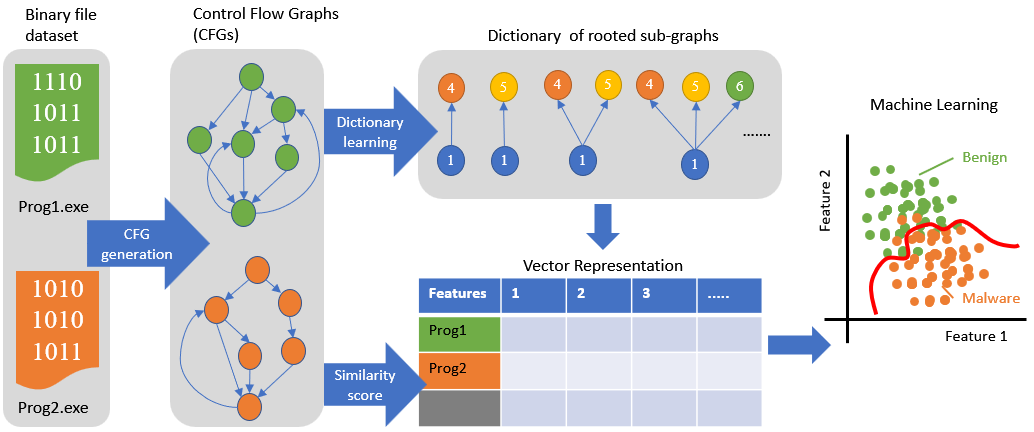 Binary file
dataset
1110
1011
1011
Prog1.exe
1010
1010
1011
Prog2.exe
CFG
generation
Control Flow Graphs
(CFGs)
Dictionary
learning
Similarity
score
Dictionary of rooted sub-graphs
4 5 4 5 4 5 6
1 1 1 1
.......
Vector Representation
Features 1 2 3 .....
Prog1
Prog2
Machine Learning
Benign
Malware
Feature 2
Feature 1